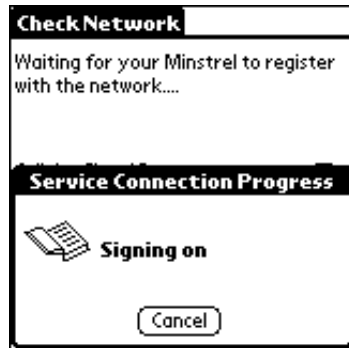 Check Network
Waiting for your Minstrel to register
with the network....
Service Connection Progress
Signing on
Cancel